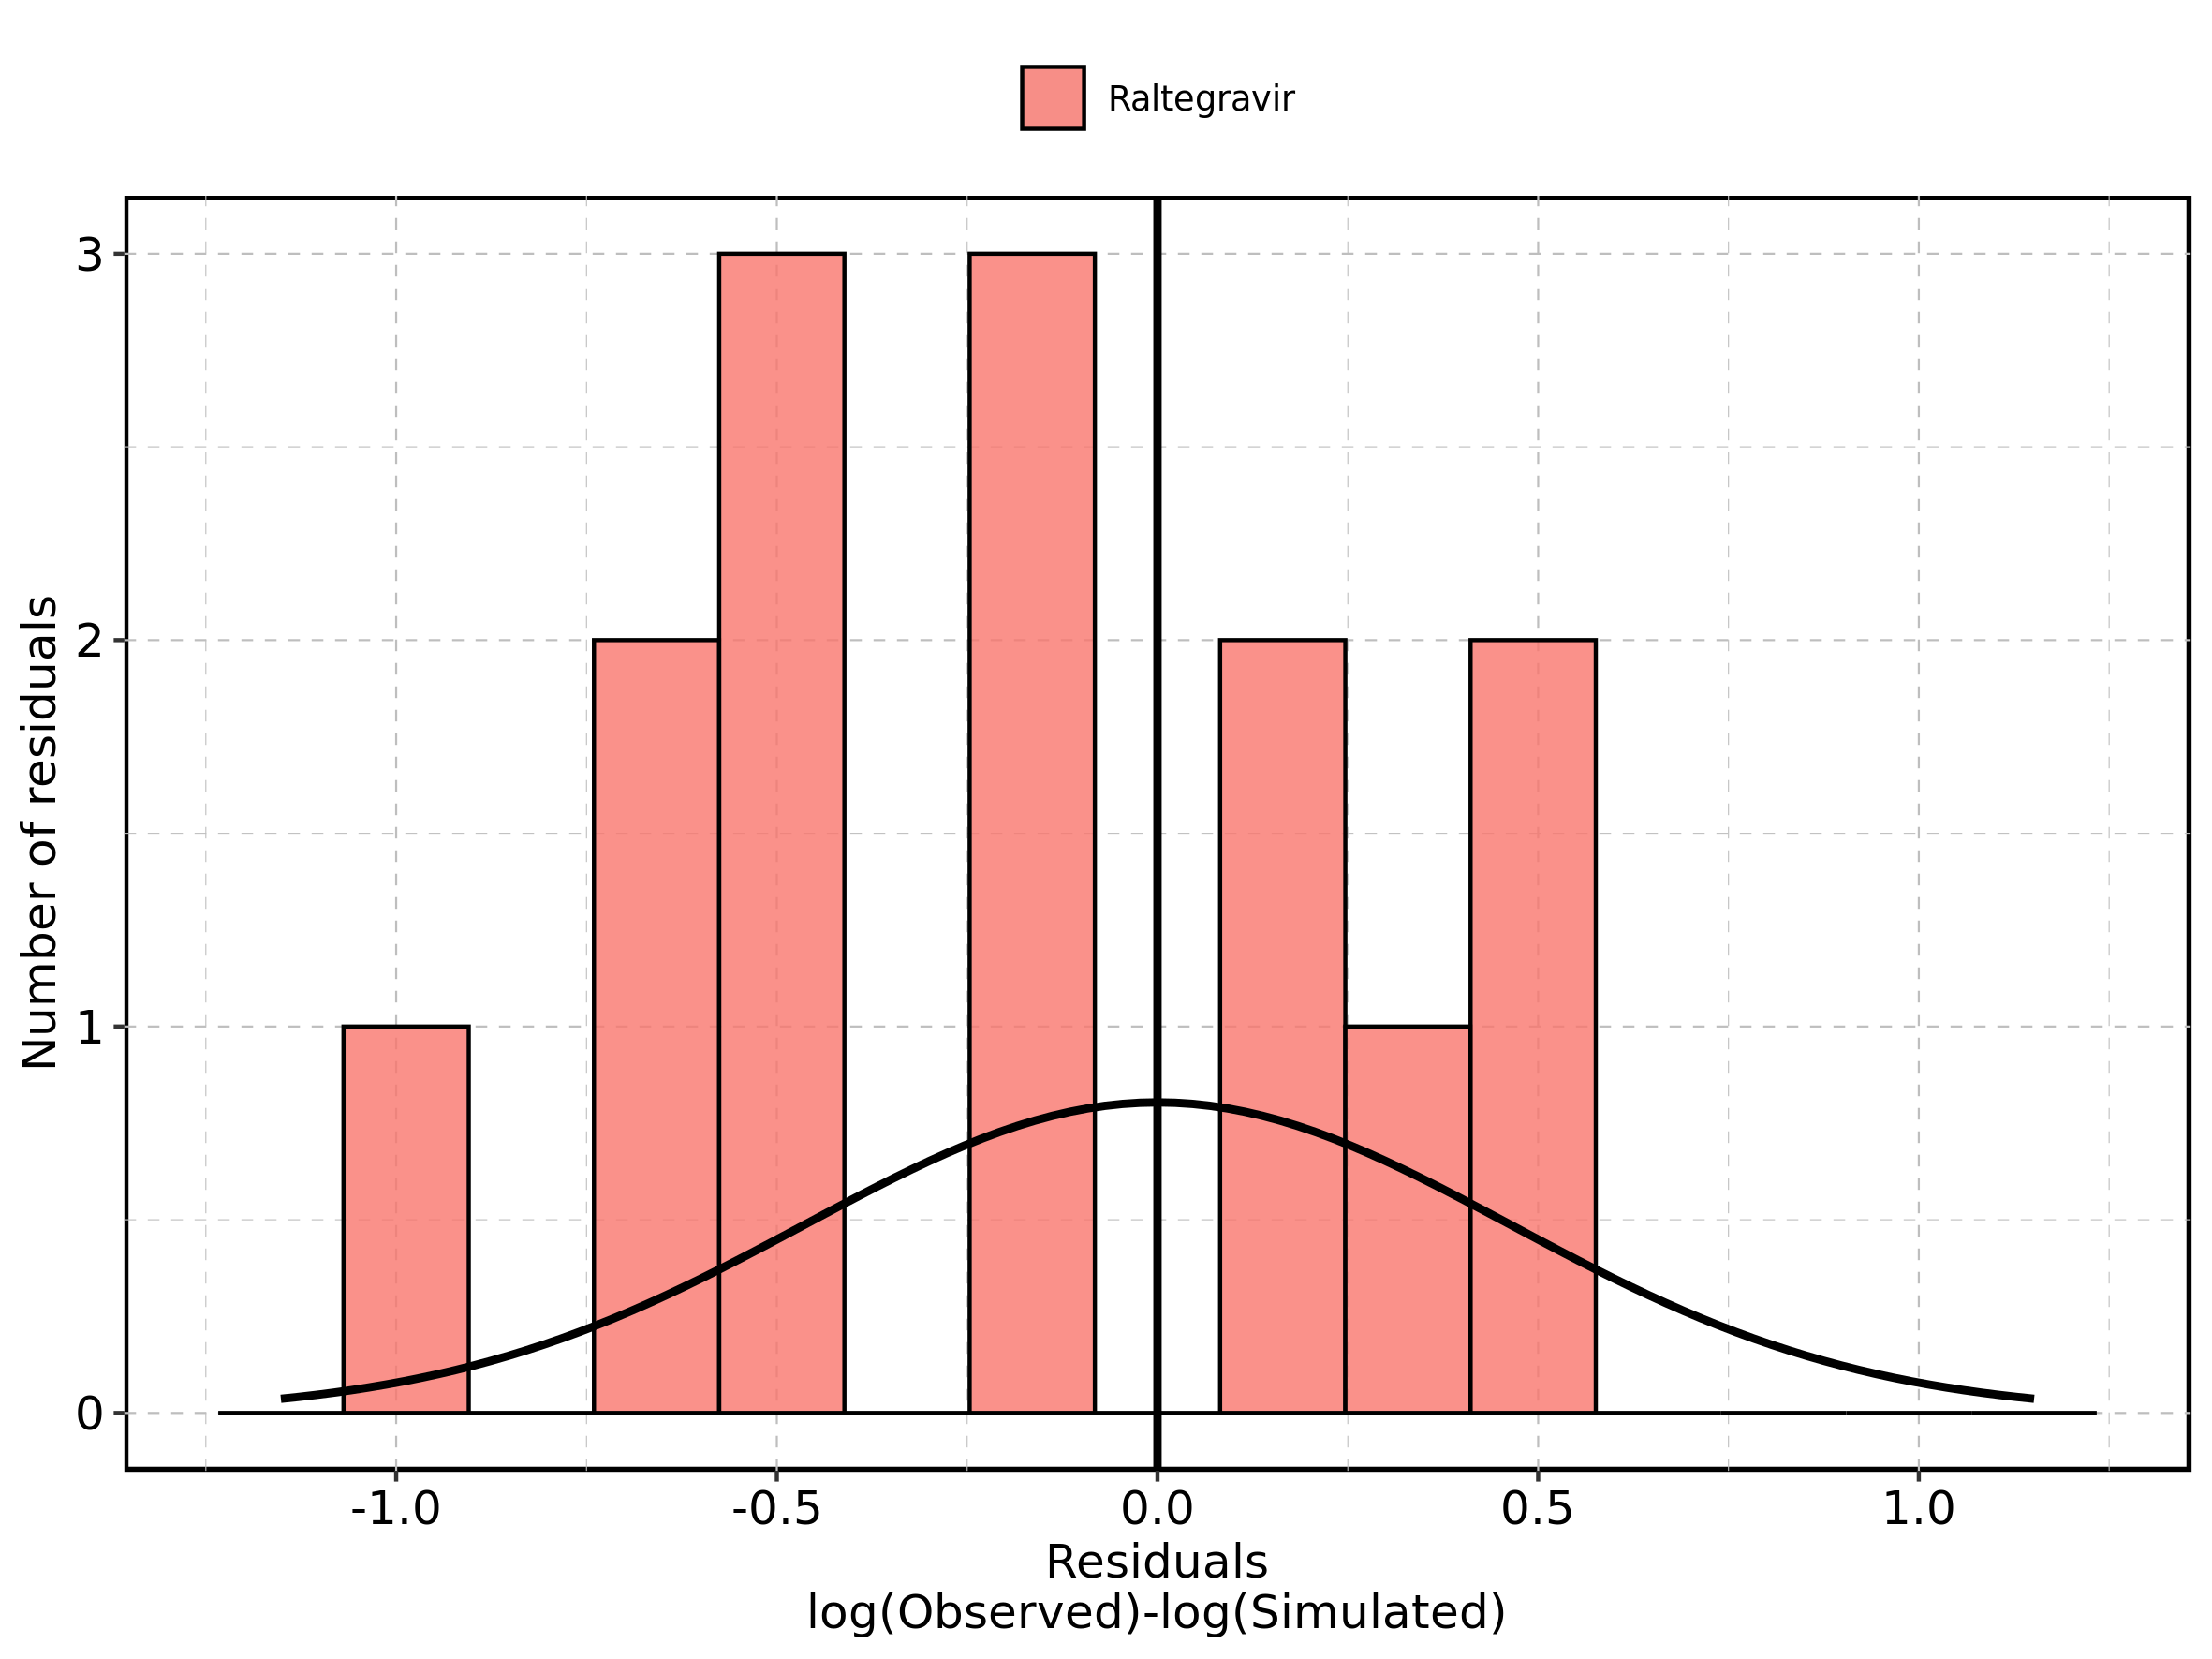 Raltegravir
3
2
1
0
Number of residuals
-1.0 -0.5 0.0 0.5 1.0
Residuals
log(Observed)-log(Simulated)